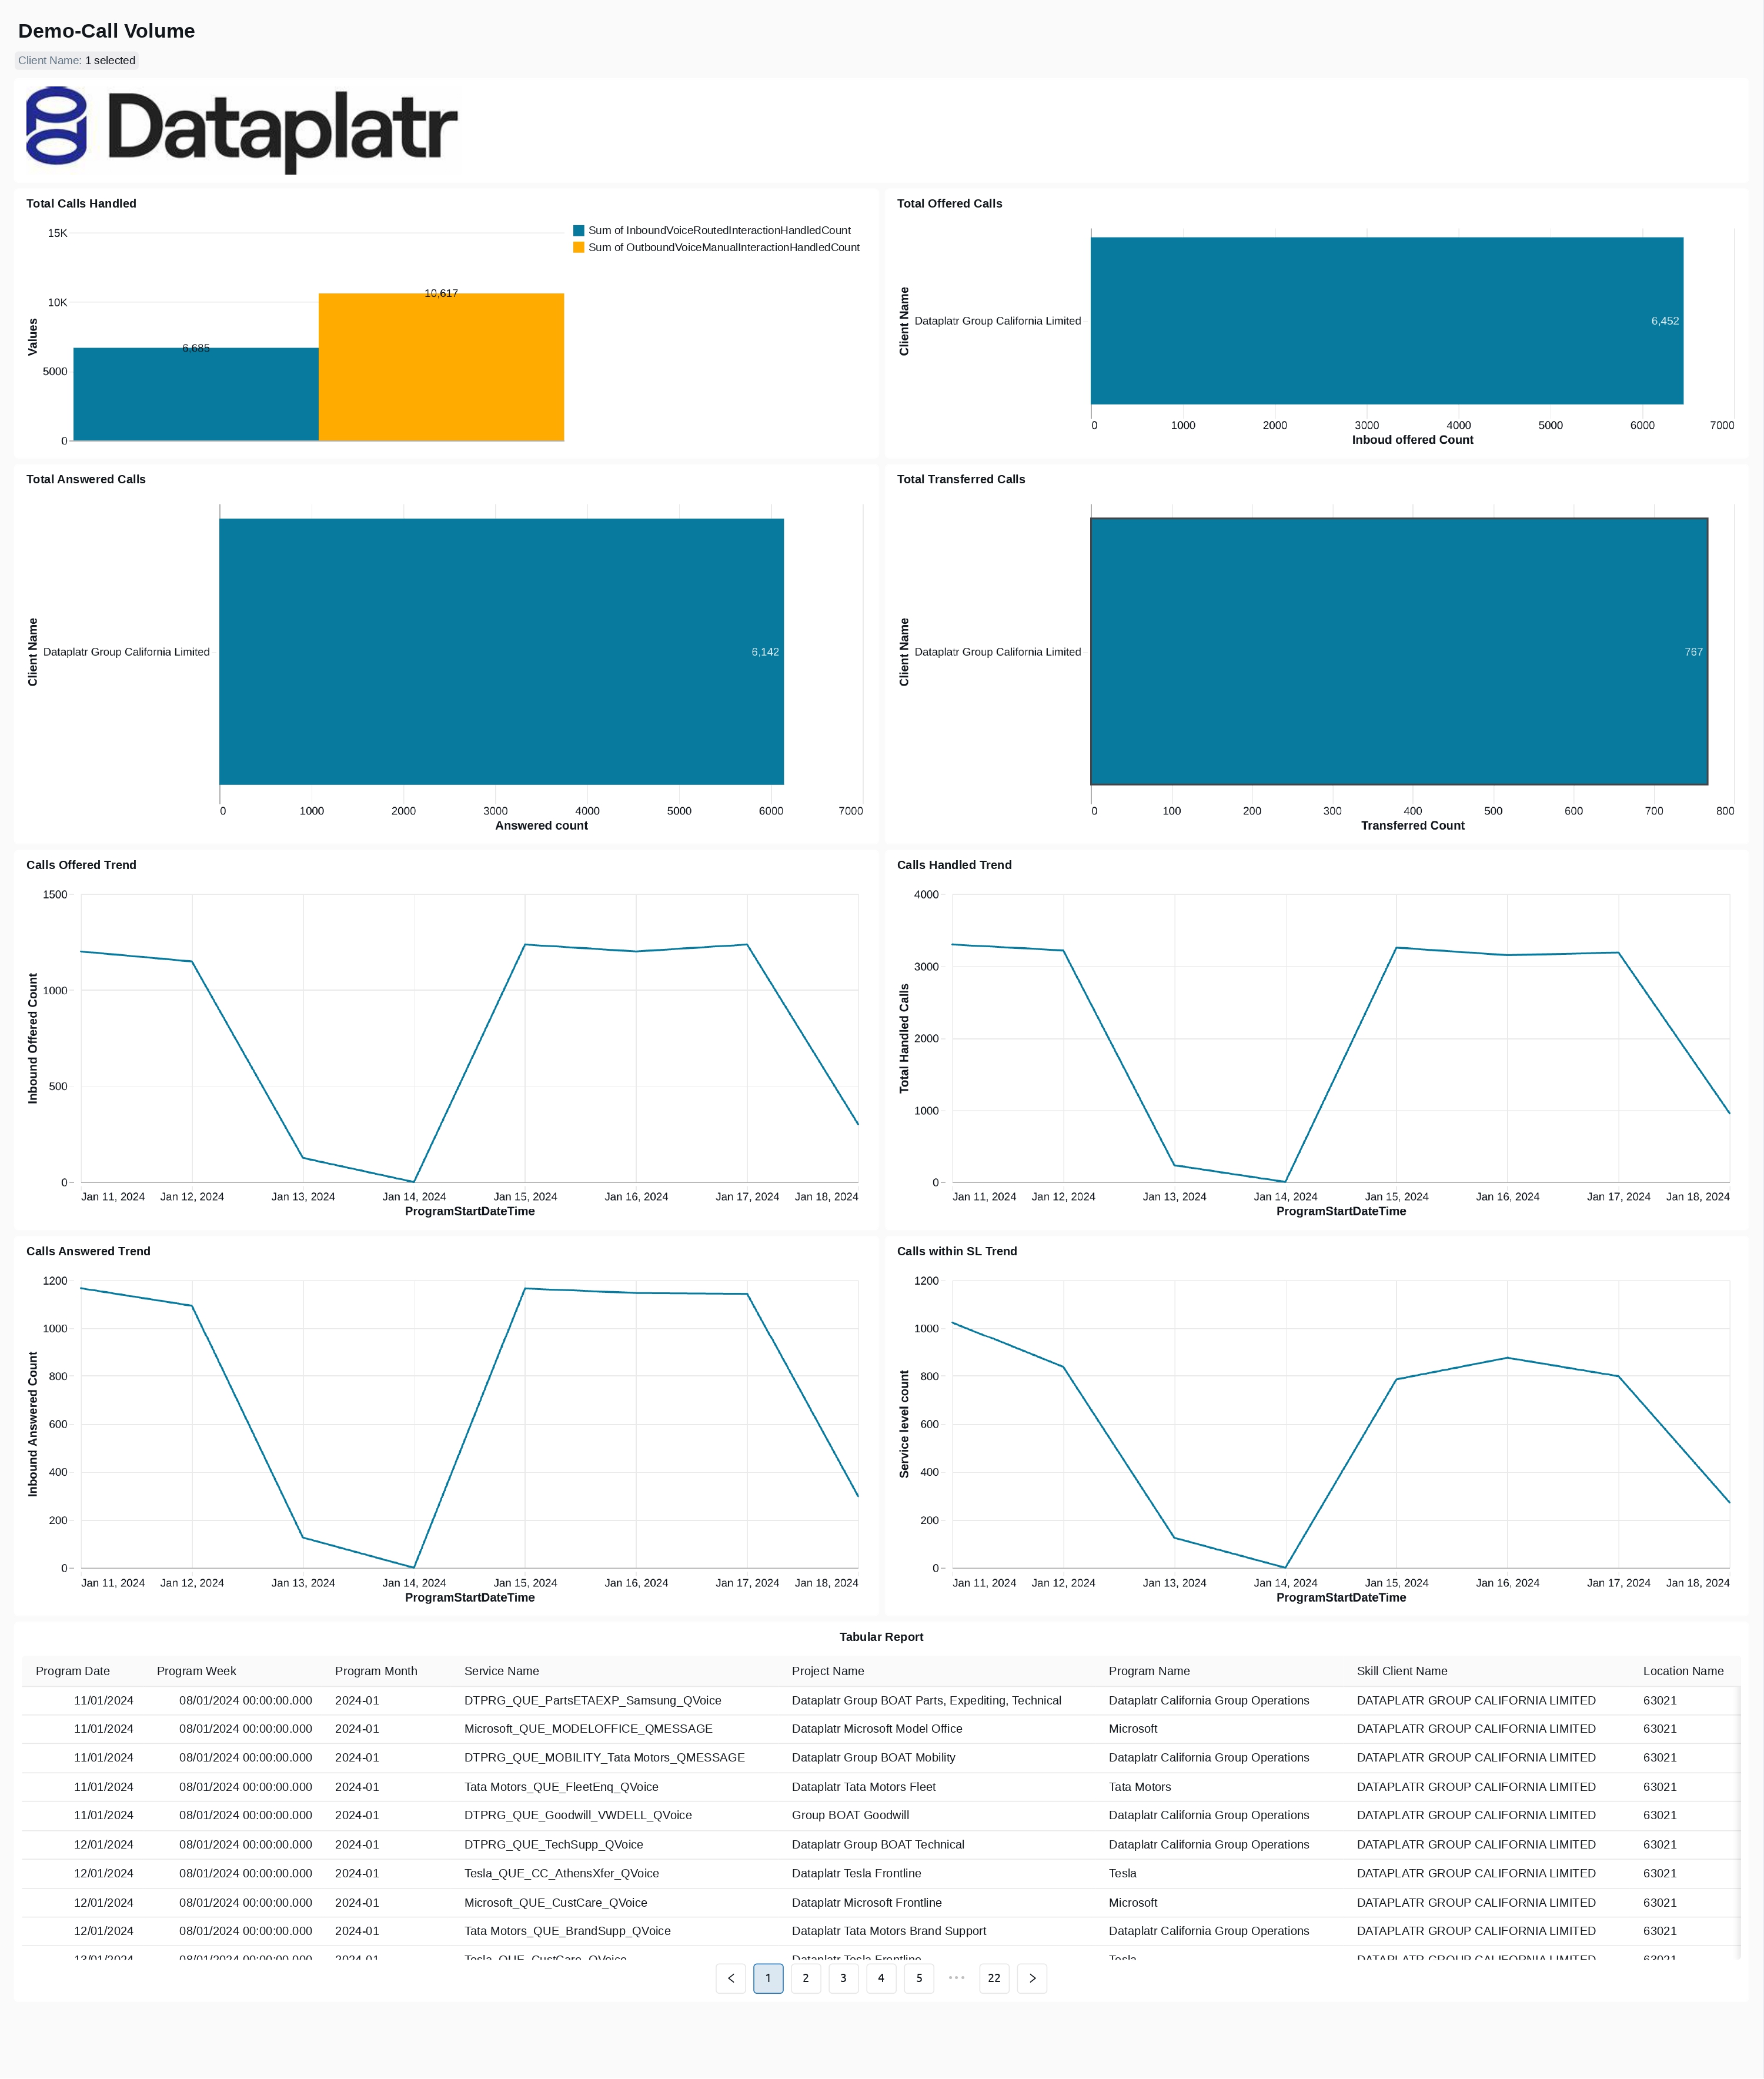 Demo-Call Volume
Client Name: 1 selected
Dataplatr
Total Calls Handled
15K
10K
5000
0
Values
6,685
10,617
Sum of InboundVoiceRoutedInteractionHandledCount
Sum of OutboundVoiceManualInteractionHandledCount
Total Offered Calls
Client Name
Dataplatr Group California Limited
6,452
0 1000 2000 3000 4000 5000 6000 7000
Inboud offered Count
Total Answered Calls
Client Name
Dataplatr Group California Limited
6,142
0 1000 2000 3000 4000 5000 6000 7000
Answered count
Total Transferred Calls
Client Name
Dataplatr Group California Limited
767
0 100 200 300 400 500 600 700 800
Transferred Count
Calls Offered Trend
1500
1000
500
0
Inbound Offered Count
Jan 11, 2024 Jan 12, 2024 Jan 13, 2024 Jan 14, 2024 Jan 15, 2024 Jan 16, 2024 Jan 17, 2024 Jan 18, 2024
ProgramStartDateTime
Calls Handled Trend
4000
3000
2000
1000
0
Total Handled Calls
Jan 11, 2024 Jan 12, 2024 Jan 13, 2024 Jan 14, 2024 Jan 15, 2024 Jan 16, 2024 Jan 17, 2024 Jan 18, 2024
ProgramStartDateTime
Calls Answered Trend
1200
1000
800
600
400
200
0
Inbound Answered Count
Jan 11, 2024 Jan 12, 2024 Jan 13, 2024 Jan 14, 2024 Jan 15, 2024 Jan 16, 2024 Jan 17, 2024 Jan 18, 2024
ProgramStartDateTime
Calls within SL Trend
1200
1000
800
600
400
200
0
Service level count
Jan 11, 2024 Jan 12, 2024 Jan 13, 2024 Jan 14, 2024 Jan 15, 2024 Jan 16, 2024 Jan 17, 2024 Jan 18, 2024
ProgramStartDateTime
Tabular Report
Program Date Program Week Program Month Service Name Project Name Program Name Skill Client Name Location Name
11/01/2024 08/01/2024 00:00:00.000 2024-01 DTPRG_QUE_PartsETAEXP_Samsung_QVoice Dataplatr Group BOAT Parts, Expediting, Technical Dataplatr California Group Operations DATAPLATR GROUP CALIFORNIA LIMITED 63021
11/01/2024 08/01/2024 00:00:00.000 2024-01 Microsoft_QUE_MODELOFFICE_QMESSAGE Dataplatr Microsoft Model Office Microsoft DATAPLATR GROUP CALIFORNIA LIMITED 63021
11/01/2024 08/01/2024 00:00:00.000 2024-01 DTPRG_QUE_MOBILITY_Tata Motors_QMESSAGE Dataplatr Group BOAT Mobility Dataplatr California Group Operations DATAPLATR GROUP CALIFORNIA LIMITED 63021
11/01/2024 08/01/2024 00:00:00.000 2024-01 Tata Motors_QUE_FleetEnq_QVoice Dataplatr Tata Motors Fleet Tata Motors DATAPLATR GROUP CALIFORNIA LIMITED 63021
11/01/2024 08/01/2024 00:00:00.000 2024-01 DTPRG_QUE_Goodwill_VWDELL_QVoice Group BOAT Goodwill Dataplatr California Group Operations DATAPLATR GROUP CALIFORNIA LIMITED 63021
12/01/2024 08/01/2024 00:00:00.000 2024-01 DTPRG_QUE_TechSupp_QVoice Dataplatr Group BOAT Technical Dataplatr California Group Operations DATAPLATR GROUP CALIFORNIA LIMITED 63021
12/01/2024 08/01/2024 00:00:00.000 2024-01 Tesla_QUE_CC_AthensXfer_QVoice Dataplatr Tesla Frontline Tesla DATAPLATR GROUP CALIFORNIA LIMITED 63021
12/01/2024 08/01/2024 00:00:00.000 2024-01 Microsoft_QUE_CustCare_QVoice Dataplatr Microsoft Frontline Microsoft DATAPLATR GROUP CALIFORNIA LIMITED 63021
12/01/2024 08/01/2024 00:00:00.000 2024-01 Tata Motors_QUE_BrandSupp_QVoice Dataplatr Tata Motors Brand Support Dataplatr California Group Operations DATAPLATR GROUP CALIFORNIA LIMITED 63021
13/01/2024 08/01/2024 00:00:00.000 2024-01 Tesla_QUE_CustCare_QVoice Dataplatr Tesla Frontline Tesla DATAPLATR GROUP CALIFORNIA LIMITED 63021
1 2 3 4 5 ••• 22